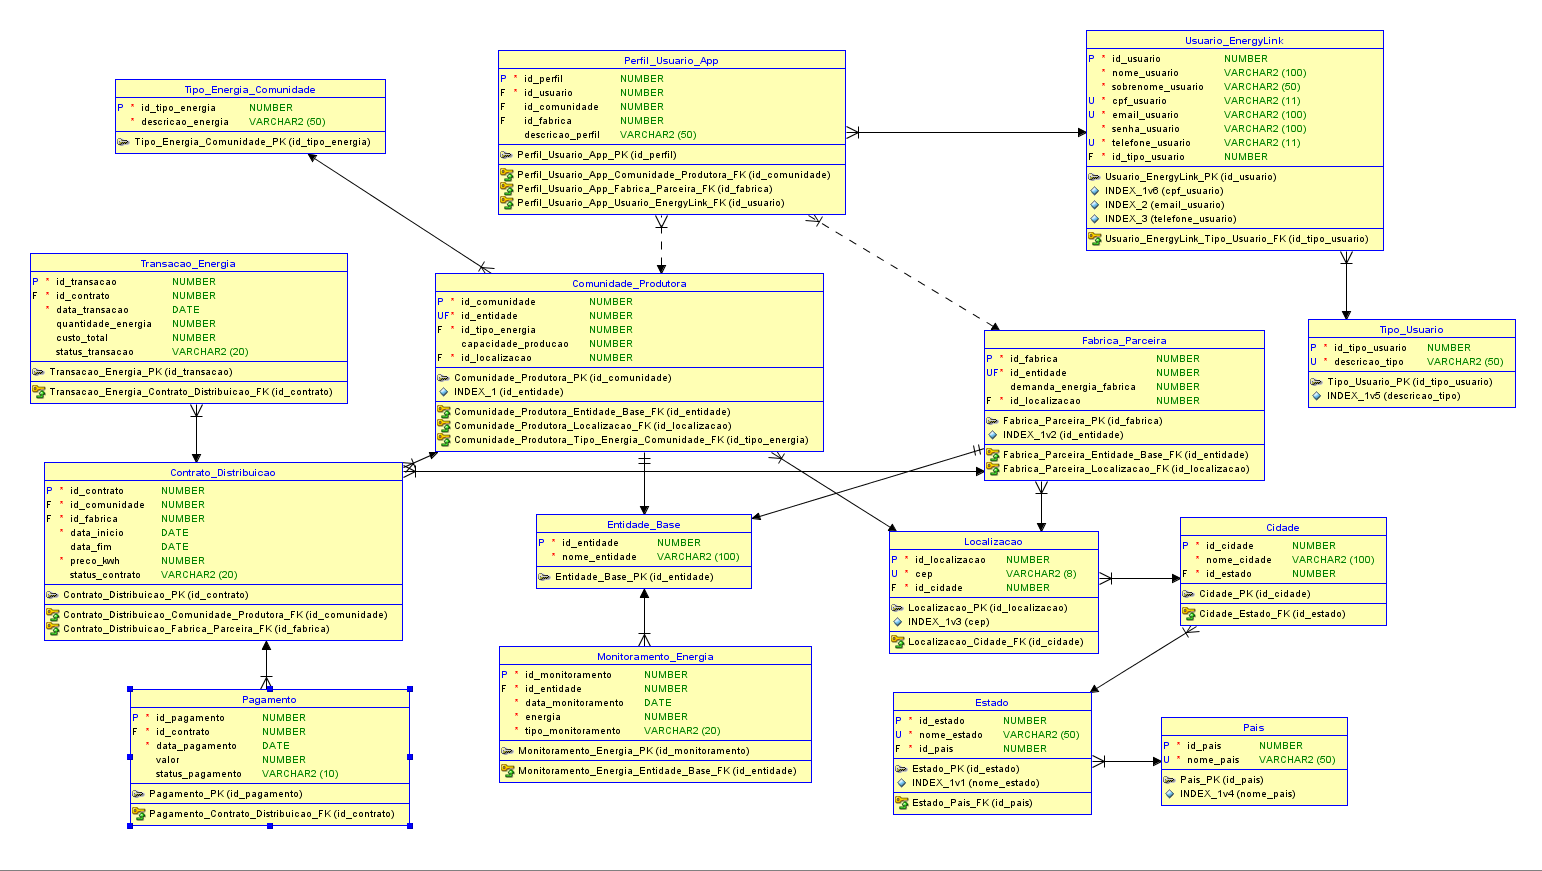 Tipo_Energia_Comunidade
P * id_tipo_energia NUMBER
* descricao_energia VARCHAR2 (50)
Tipo_Energia_Comunidade_PK (id_tipo_energia)
Perfil_Usuario_App
P * id_perfil NUMBER
F * id_usuario NUMBER
F id_comunidade NUMBER
F id_fabrica NUMBER
descricao_perfil VARCHAR2 (50)
Perfil_Usuario_App_PK (id_perfil)
Perfil_Usuario_App_Comunidade_Produtora_FK (id_comunidade)
Perfil_Usuario_App_Fabrica_Parceira_FK (id_fabrica)
Perfil_Usuario_App_Usuario_EnergyLink_FK (id_usuario)
Usuario_EnergyLink
P * id_usuario NUMBER
* nome_usuario VARCHAR2 (100)
* sobrenome_usuario VARCHAR2 (50)
U * cpf_usuario VARCHAR2 (11)
U * email_usuario VARCHAR2 (100)
* senha_usuario VARCHAR2 (100)
U * telefone_usuario VARCHAR2 (11)
F * id_tipo_usuario NUMBER
Usuario_EnergyLink_PK (id_usuario)
INDEX_1v6 (cpf_usuario)
INDEX_2 (email_usuario)
INDEX_3 (telefone_usuario)
Usuario_EnergyLink_Tipo_Usuario_FK (id_tipo_usuario)
Transacao_Energia
P * id_transacao NUMBER
F * id_contrato NUMBER
* data_transacao DATE
quantidade_energia NUMBER
custo_total NUMBER
status_transacao VARCHAR2 (20)
Transacao_Energia_PK (id_transacao)
Transacao_Energia_Contrato_Distribuicao_FK (id_contrato)
Comunidade_Produtora
P * id_comunidade NUMBER
UF* id_entidade NUMBER
F * id_tipo_energia NUMBER
capacidade_producao NUMBER
F * id_localizacao NUMBER
Comunidade_Produtora_PK (id_comunidade)
INDEX_1 (id_entidade)
Comunidade_Produtora_Entidade_Base_FK (id_entidade)
Comunidade_Produtora_Localizacao_FK (id_localizacao)
Comunidade_Produtora_Tipo_Energia_Comunidade_FK (id_tipo_energia)
Fabrica_Parceira
P * id_fabrica NUMBER
UF* id_entidade NUMBER
demanda_energia_fabrica NUMBER
F * id_localizacao NUMBER
Fabrica_Parceira_PK (id_fabrica)
INDEX_1v2 (id_entidade)
Fabrica_Parceira_Entidade_Base_FK (id_entidade)
Fabrica_Parceira_Localizacao_FK (id_localizacao)
Tipo_Usuario
P * id_tipo_usuario NUMBER
U * descricao_tipo VARCHAR2 (50)
Tipo_Usuario_PK (id_tipo_usuario)
INDEX_1v5 (descricao_tipo)
Contrato_Distribuicao
P * id_contrato NUMBER
F * id_comunidade NUMBER
F * id_fabrica NUMBER
* data_inicio DATE
data_fim DATE
* preco_kwh NUMBER
status_contrato VARCHAR2 (20)
Contrato_Distribuicao_PK (id_contrato)
Contrato_Distribuicao_Comunidade_Produtora_FK (id_comunidade)
Contrato_Distribuicao_Fabrica_Parceira_FK (id_fabrica)
Entidade_Base
P * id_entidade NUMBER
* nome_entidade VARCHAR2 (100)
Entidade_Base_PK (id_entidade)
Localizacao
P * id_localizacao NUMBER
U * cep VARCHAR2 (8)
F * id_cidade NUMBER
Localizacao_PK (id_localizacao)
INDEX_1v3 (cep)
Localizacao_Cidade_FK (id_cidade)
Cidade
P * id_cidade NUMBER
* nome_cidade VARCHAR2 (100)
F * id_estado NUMBER
Cidade_PK (id_cidade)
Cidade_Estado_FK (id_estado)
Pagamento
P * id_pagamento NUMBER
F * id_contrato NUMBER
* data_pagamento DATE
valor NUMBER
status_pagamento VARCHAR2 (10)
Pagamento_PK (id_pagamento)
Pagamento_Contrato_Distribuicao_FK (id_contrato)
Monitoramento_Energia
P * id_monitoramento NUMBER
F * id_entidade NUMBER
* data_monitoramento DATE
* energia NUMBER
* tipo_monitoramento VARCHAR2 (20)
Monitoramento_Energia_PK (id_monitoramento)
Monitoramento_Energia_Entidade_Base_FK (id_entidade)
Estado
P * id_estado NUMBER
U * nome_estado VARCHAR2 (50)
F * id_pais NUMBER
Estado_PK (id_estado)
INDEX_1v1 (nome_estado)
Estado_Pais_FK (id_pais)
Pais
P * id_pais NUMBER
U * nome_pais VARCHAR2 (50)
Pais_PK (id_pais)
INDEX_1v4 (nome_pais)